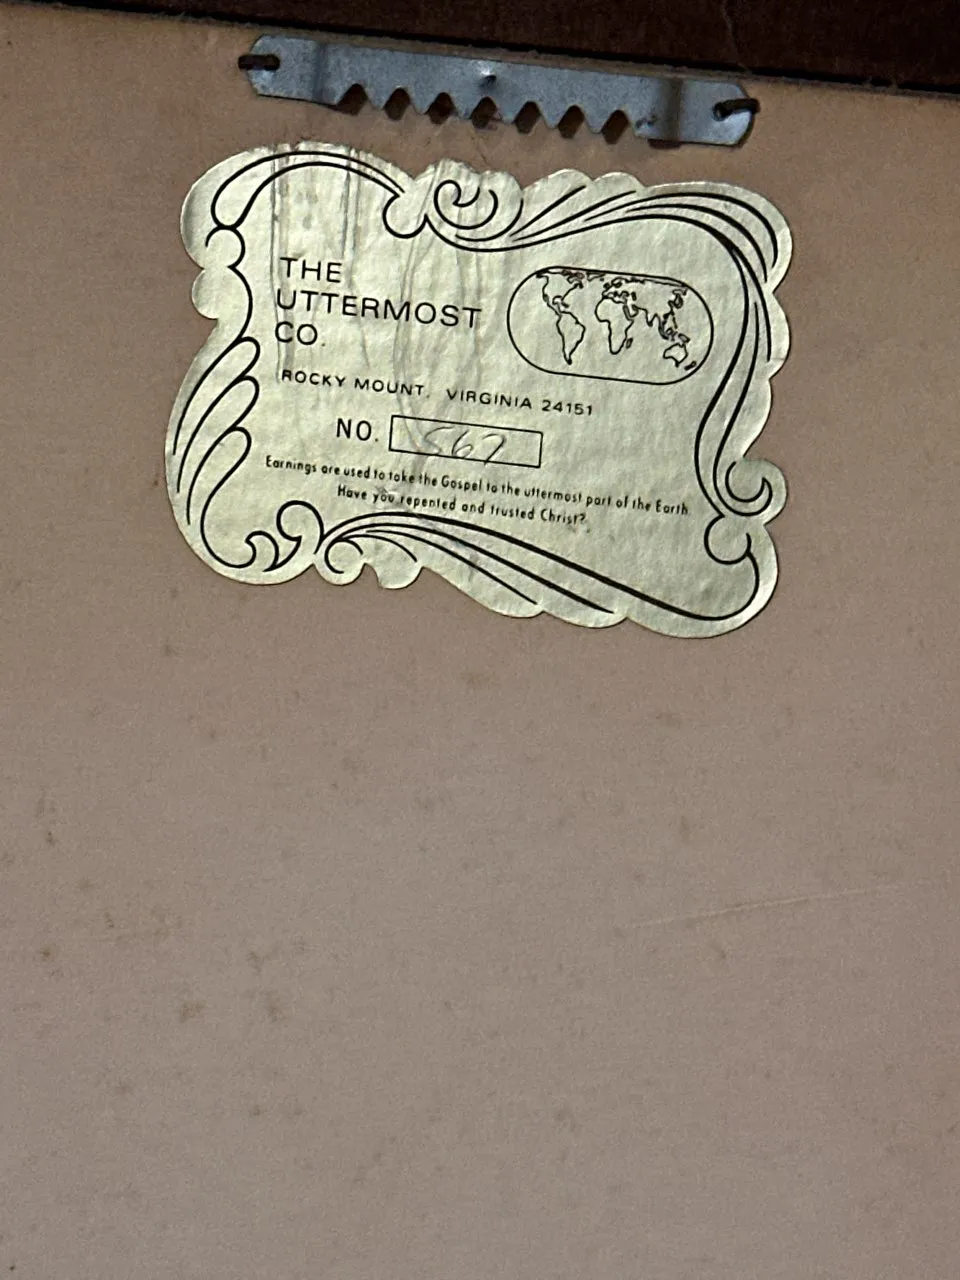 THE
UTTERMOST
CO.
ROCKY MOUNT, VIRGINIA 24151
NO. 567
Earnings are used to take the Gospel to the uttermost part of the Earth
Have you repented and trusted Christ?